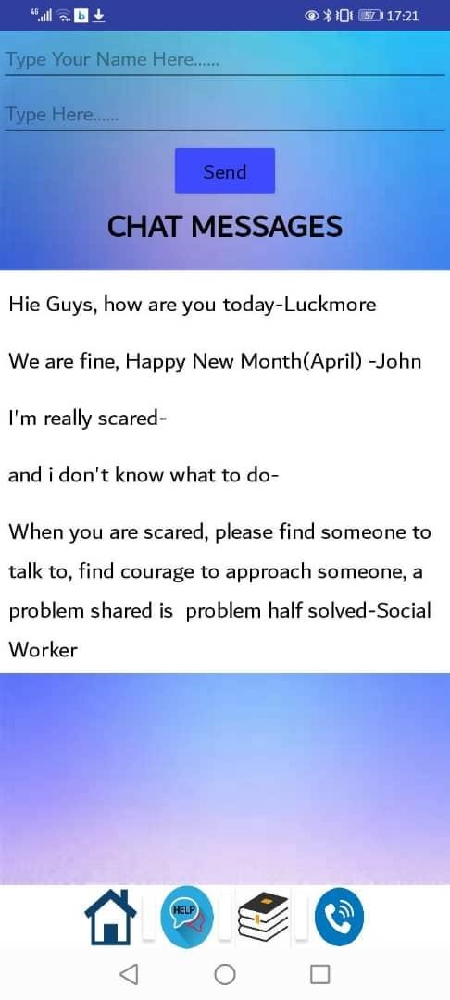 4G 57 17:21
Type Your Name Here......
Type Here......
Send
CHAT MESSAGES
Hie Guys, how are you today-Luckmore
We are fine, Happy New Month(April) -John
I'm really scared-
and i don't know what to do-
When you are scared, please find someone to
talk to, find courage to approach someone, a
problem shared is  problem half solved-Social
Worker
HELP